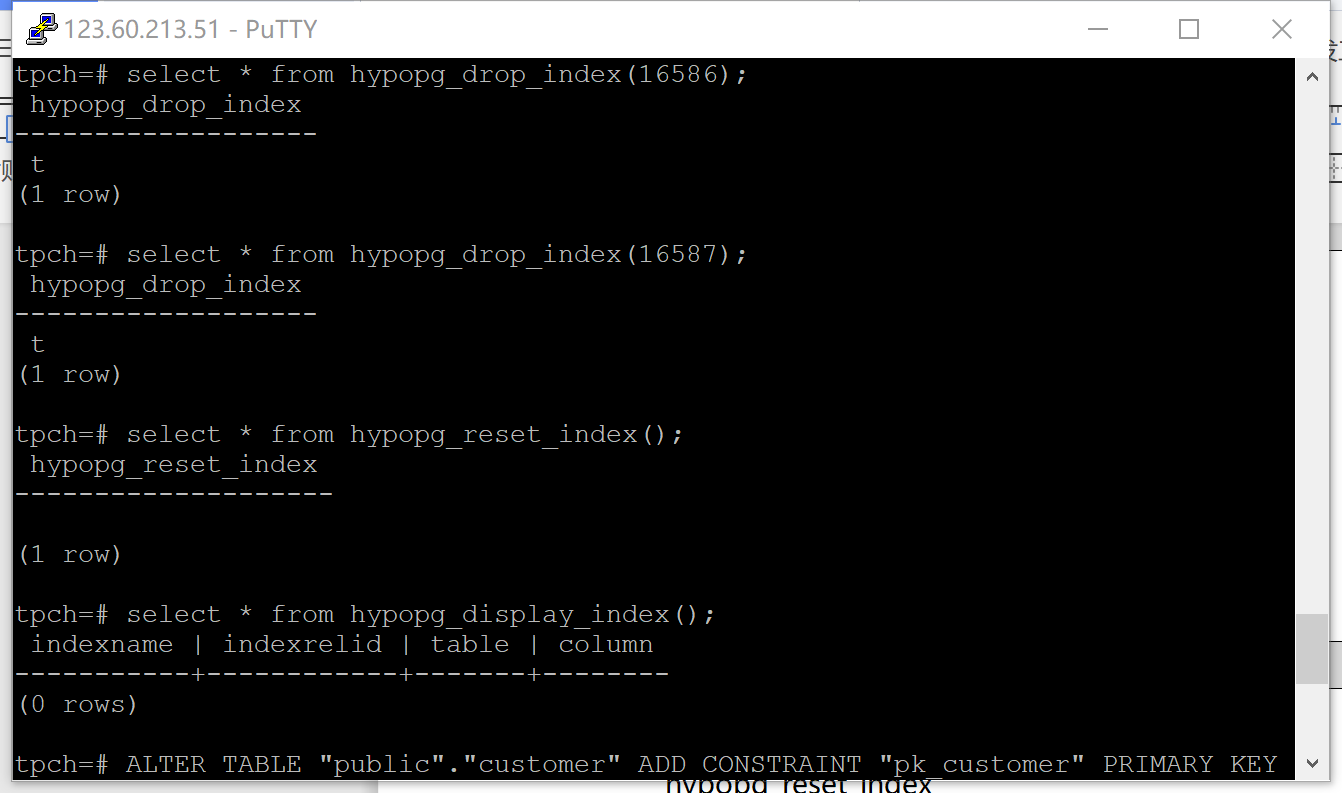 123.60.213.51 - PuTTY
tpch=# select * from hypopg_drop_index(16586);
 hypopg_drop_index
-------------------
 t
(1 row)

tpch=# select * from hypopg_drop_index(16587);
 hypopg_drop_index
-------------------
 t
(1 row)

tpch=# select * from hypopg_reset_index();
 hypopg_reset_index
--------------------

(1 row)

tpch=# select * from hypopg_display_index();
 indexname | indexrelid | table | column
-----------+------------+-------+--------
(0 rows)

tpch=# ALTER TABLE "public"."customer" ADD CONSTRAINT "pk_customer" PRIMARY KEY
hypopg_reset_index